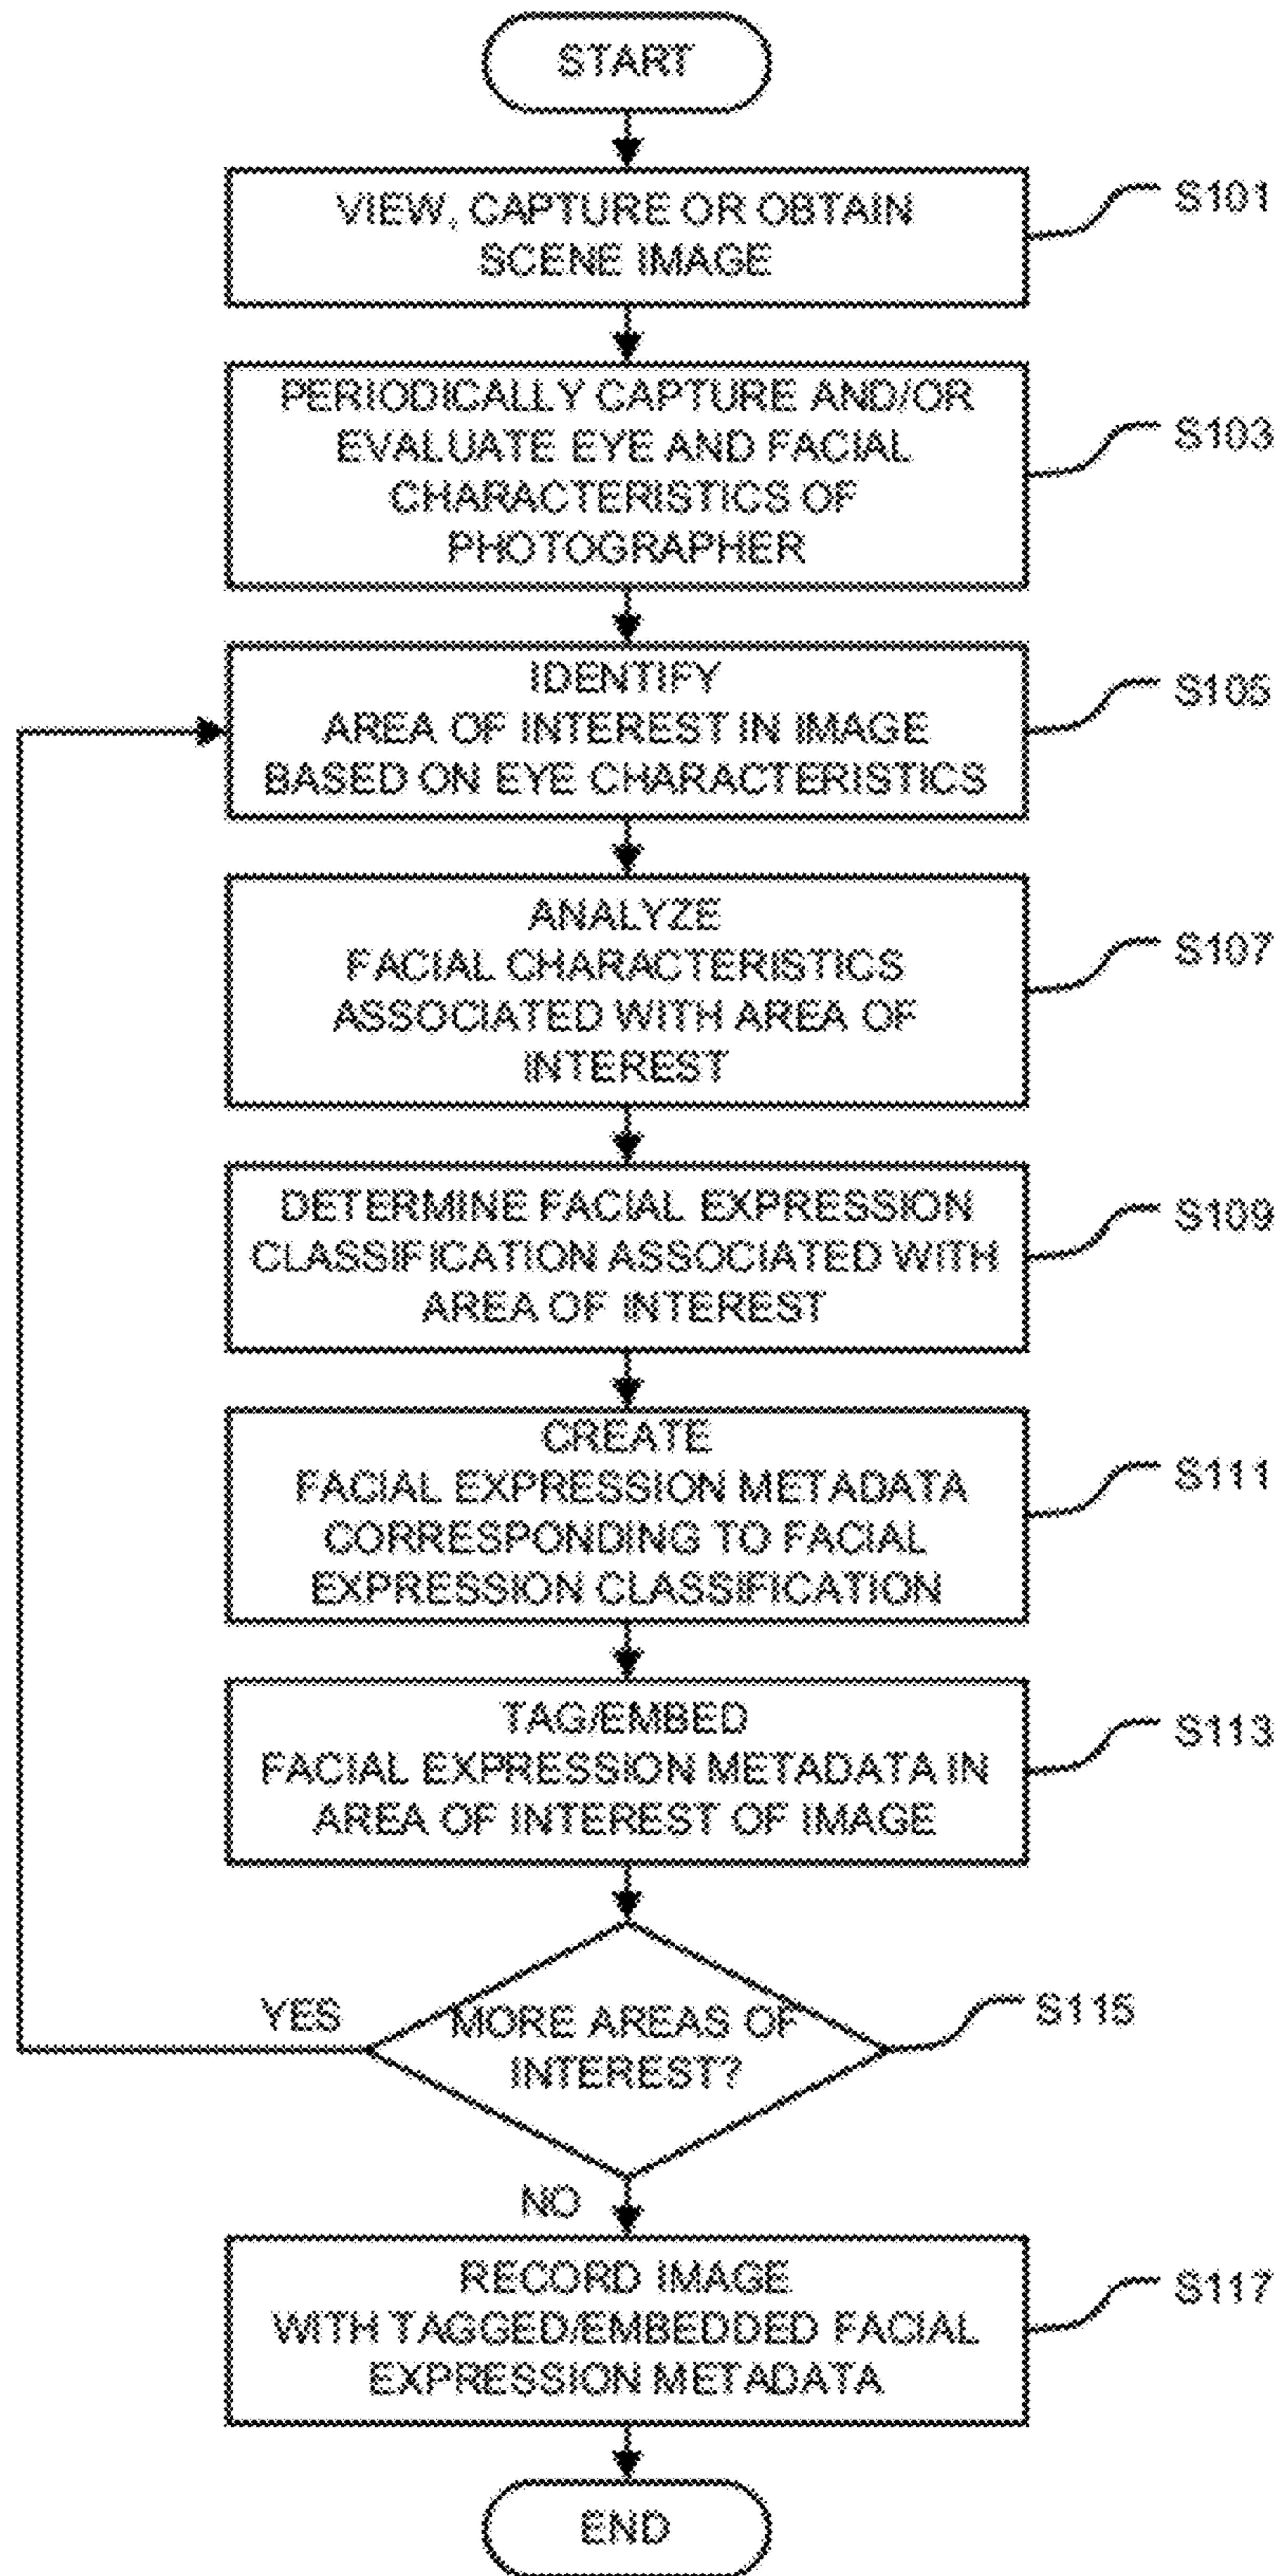 START
VIEW, CAPTURE OR OBTAIN
SCENE IMAGE
S101
PERIODICALLY CAPTURE AND/OR
EVALUATE EYE AND FACIAL
CHARACTERISTICS OF
PHOTOGRAPHER
S103
IDENTIFY
AREA OF INTEREST IN IMAGE
BASED ON EYE CHARACTERISTICS
S105
ANALYZE
FACIAL CHARACTERISTICS
ASSOCIATED WITH AREA OF
INTEREST
S107
DETERMINE FACIAL EXPRESSION
CLASSIFICATION ASSOCIATED WITH
AREA OF INTEREST
S109
CREATE
FACIAL EXPRESSION METADATA
CORRESPONDING TO FACIAL
EXPRESSION CLASSIFICATION
S111
TAG/EMBED
FACIAL EXPRESSION METADATA IN
AREA OF INTEREST OF IMAGE
S113
YES
MORE AREAS OF
INTEREST?
S115
NO
RECORD IMAGE
WITH TAGGED/EMBEDDED FACIAL
EXPRESSION METADATA
S117
END